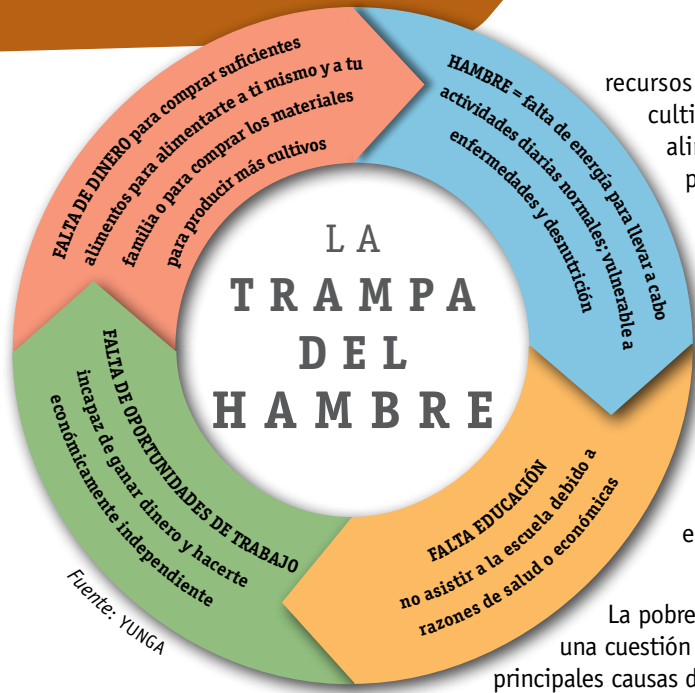 FALTA DE DINERO para comprar suficientes
alimentos para alimentarte a ti mismo y a tu
familia o para comprar los materiales
para producir más cultivos
HAMBRE = falta de energía para llevar a cabo
actividades diarias normales; vulnerable a
enfermedades y desnutrición
FALTA EDUCACIÓN
no asistir a la escuela debido a
razones de salud o económicas
FALTA DE OPORTUNIDADES DE TRABAJO
incapaz de ganar dinero y hacerte
económicamente independiente
LA
TRAMPA
DEL
HAMBRE
Fuente: YUNGA
recursos
La
una cuestión
principales causas